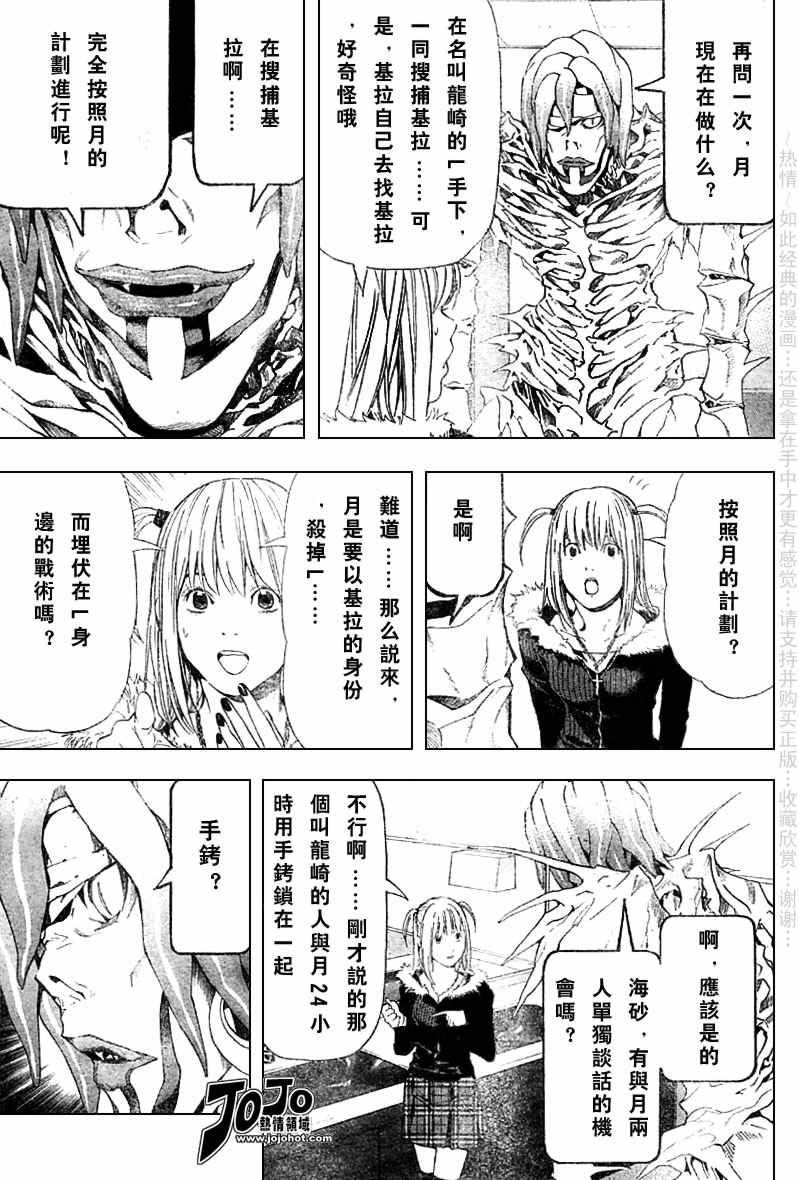 再問一次，月
現在在做什么？
在名叫龍崎的L手下，
一同搜捕基拉……可
是，基拉自己去找基拉
，好奇怪哦
在搜捕基
拉啊……
完全按照月的
計劃進行呢！
按照月的計劃？
是啊
難道……那么説來，
月是要以基拉的身份
，殺掉L……
而埋伏在L身
邊的戰術嗎？
啊，應該是的
海砂，有與月兩
人單獨談話的機
會嗎？
不行啊……剛才説的那
個叫龍崎的人與月24小
時用手銬鎖在一起
手銬？
JOJO
熱情領域
www.jojohot.com
～热情～如此经典的漫画…还是拿在手中才更有感觉…请支持并购买正版…收藏欣赏…谢谢…